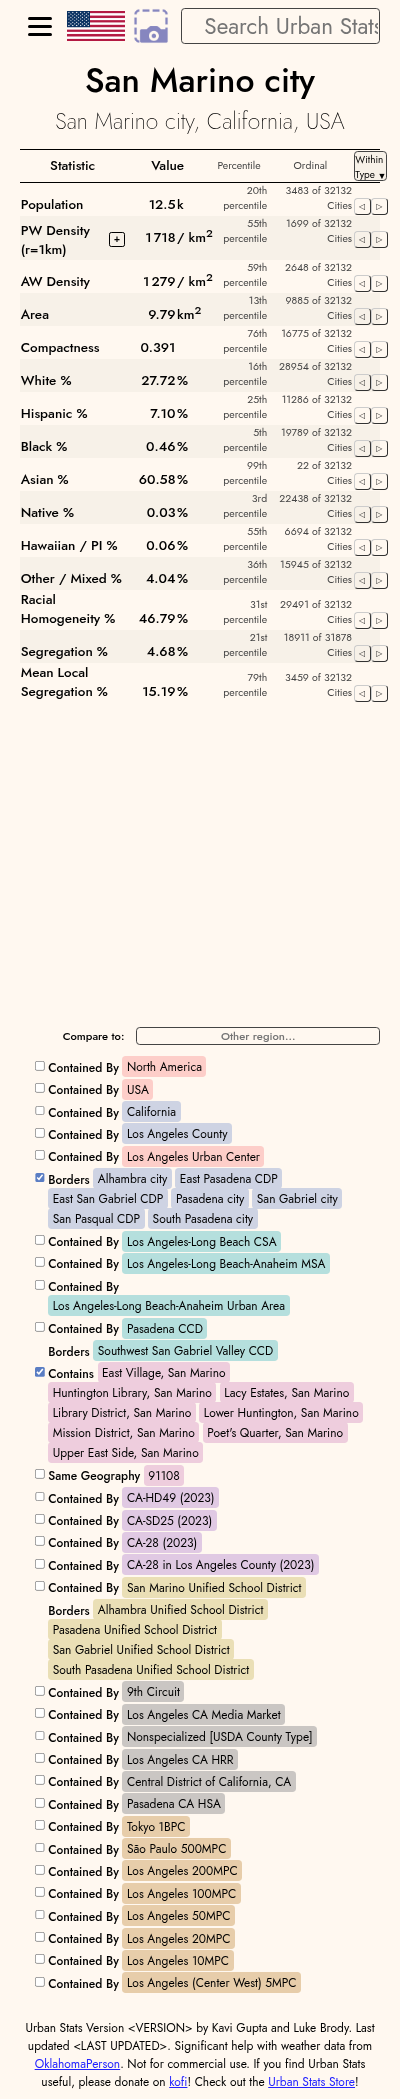 Search Urban Stats
San Marino city
San Marino city, California, USA
Statistic Value Percentile Ordinal Within Type ▼
Population 12.5k 20th percentile 3483 of 32132 Cities ◁ ▷
PW Density (r=1km) + 1 718 / km2 55th percentile 1699 of 32132 Cities ◁ ▷
AW Density 1 279 / km2 59th percentile 2648 of 32132 Cities ◁ ▷
Area 9.79 km2 13th percentile 9885 of 32132 Cities ◁ ▷
Compactness 0.391 76th percentile 16775 of 32132 Cities ◁ ▷
White % 27.72% 16th percentile 28954 of 32132 Cities ◁ ▷
Hispanic % 7.10% 25th percentile 11286 of 32132 Cities ◁ ▷
Black % 0.46% 5th percentile 19789 of 32132 Cities ◁ ▷
Asian % 60.58% 99th percentile 22 of 32132 Cities ◁ ▷
Native % 0.03% 3rd percentile 22438 of 32132 Cities ◁ ▷
Hawaiian / PI % 0.06% 55th percentile 6694 of 32132 Cities ◁ ▷
Other / Mixed % 4.04% 36th percentile 15945 of 32132 Cities ◁ ▷
Racial Homogeneity % 46.79% 31st percentile 29491 of 32132 Cities ◁ ▷
Segregation % 4.68% 21st percentile 18911 of 31878 Cities ◁ ▷
Mean Local Segregation % 15.19% 79th percentile 3459 of 32132 Cities ◁ ▷
Compare to: Other region...
Contained By North America
Contained By USA
Contained By California
Contained By Los Angeles County
Contained By Los Angeles Urban Center
Borders Alhambra city East Pasadena CDP
East San Gabriel CDP Pasadena city San Gabriel city
San Pasqual CDP South Pasadena city
Contained By Los Angeles-Long Beach CSA
Contained By Los Angeles-Long Beach-Anaheim MSA
Contained By
Los Angeles-Long Beach-Anaheim Urban Area
Contained By Pasadena CCD
Borders Southwest San Gabriel Valley CCD
Contains East Village, San Marino
Huntington Library, San Marino Lacy Estates, San Marino
Library District, San Marino Lower Huntington, San Marino
Mission District, San Marino Poet's Quarter, San Marino
Upper East Side, San Marino
Same Geography 91108
Contained By CA-HD49 (2023)
Contained By CA-SD25 (2023)
Contained By CA-28 (2023)
Contained By CA-28 in Los Angeles County (2023)
Contained By San Marino Unified School District
Borders Alhambra Unified School District
Pasadena Unified School District
San Gabriel Unified School District
South Pasadena Unified School District
Contained By 9th Circuit
Contained By Los Angeles CA Media Market
Contained By Nonspecialized [USDA County Type]
Contained By Los Angeles CA HRR
Contained By Central District of California, CA
Contained By Pasadena CA HSA
Contained By Tokyo 1BPC
Contained By São Paulo 500MPC
Contained By Los Angeles 200MPC
Contained By Los Angeles 100MPC
Contained By Los Angeles 50MPC
Contained By Los Angeles 20MPC
Contained By Los Angeles 10MPC
Contained By Los Angeles (Center West) 5MPC
Urban Stats Version <VERSION> by Kavi Gupta and Luke Brody. Last
updated <LAST UPDATED>. Significant help with weather data from
OklahomaPerson. Not for commercial use. If you find Urban Stats
useful, please donate on kofi! Check out the Urban Stats Store!